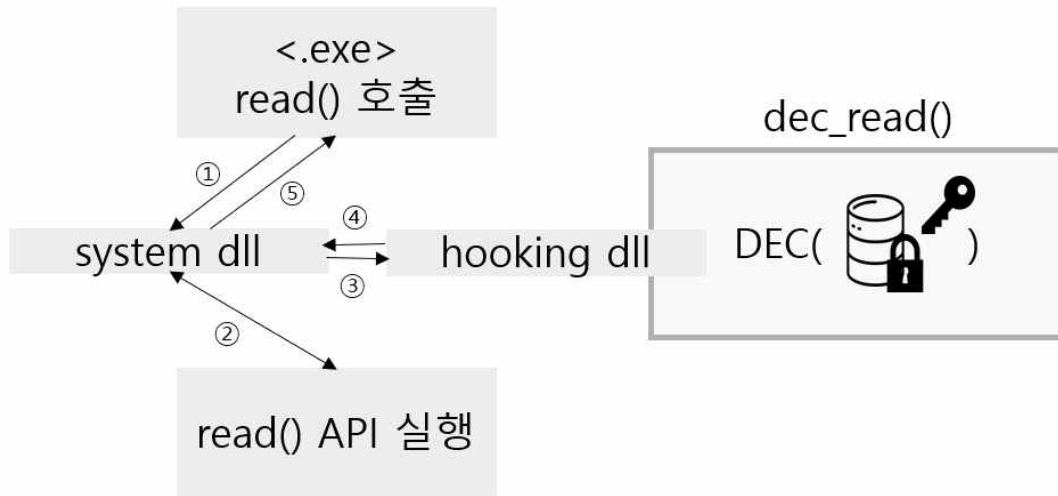 <.exe>
read() 호출
dec_read()
①
⑤
④
system dll
hooking dll
DEC( )
③
②
read() API 실행